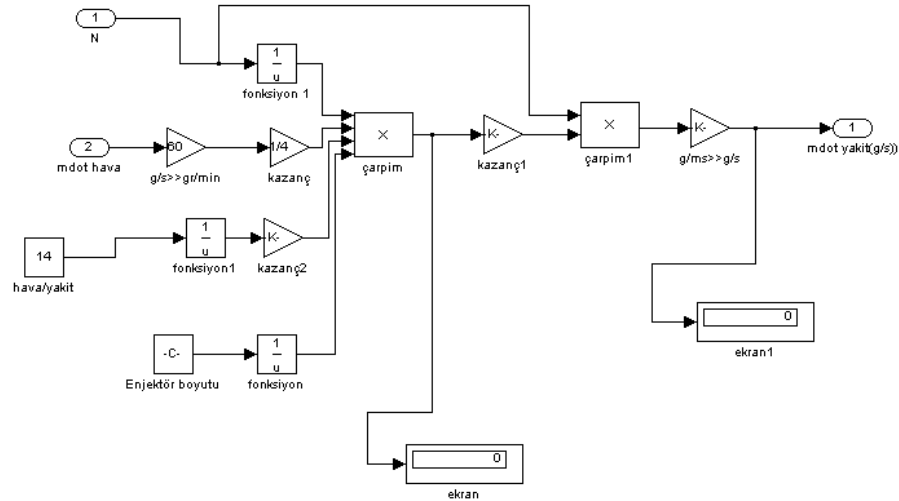 1
N
1
u
fonksiyon 1
2
mdot hava
60
g/s>>gr/min
1/4
kazanç
×
çarpim
K-
kazanç1
×
çarpim1
K-
g/ms>>g/s
1
mdot yakit(g/s))
14
hava/yakit
1
u
fonksiyon1
K-
kazanç2
-C-
Enjektör boyutu
1
u
fonksiyon
0
ekran1
0
ekran